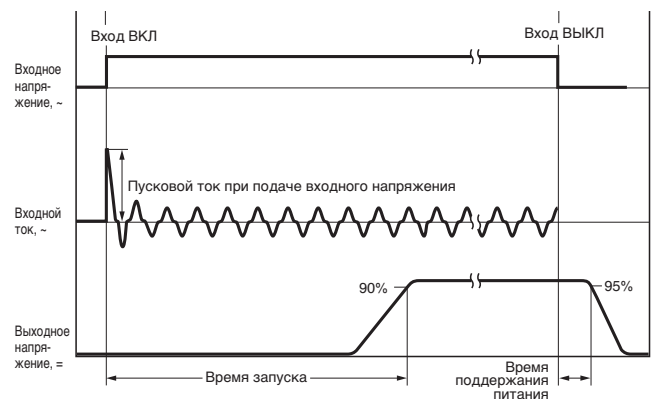 Вход ВКЛ
Вход ВЫКЛ
Входное
напря-
жение, ~
Пусковой ток при подаче входного напряжения
Входной
ток, ~
90%
95%
Выходное
напря-
жение, =
Время запуска
Время
поддержания
питания